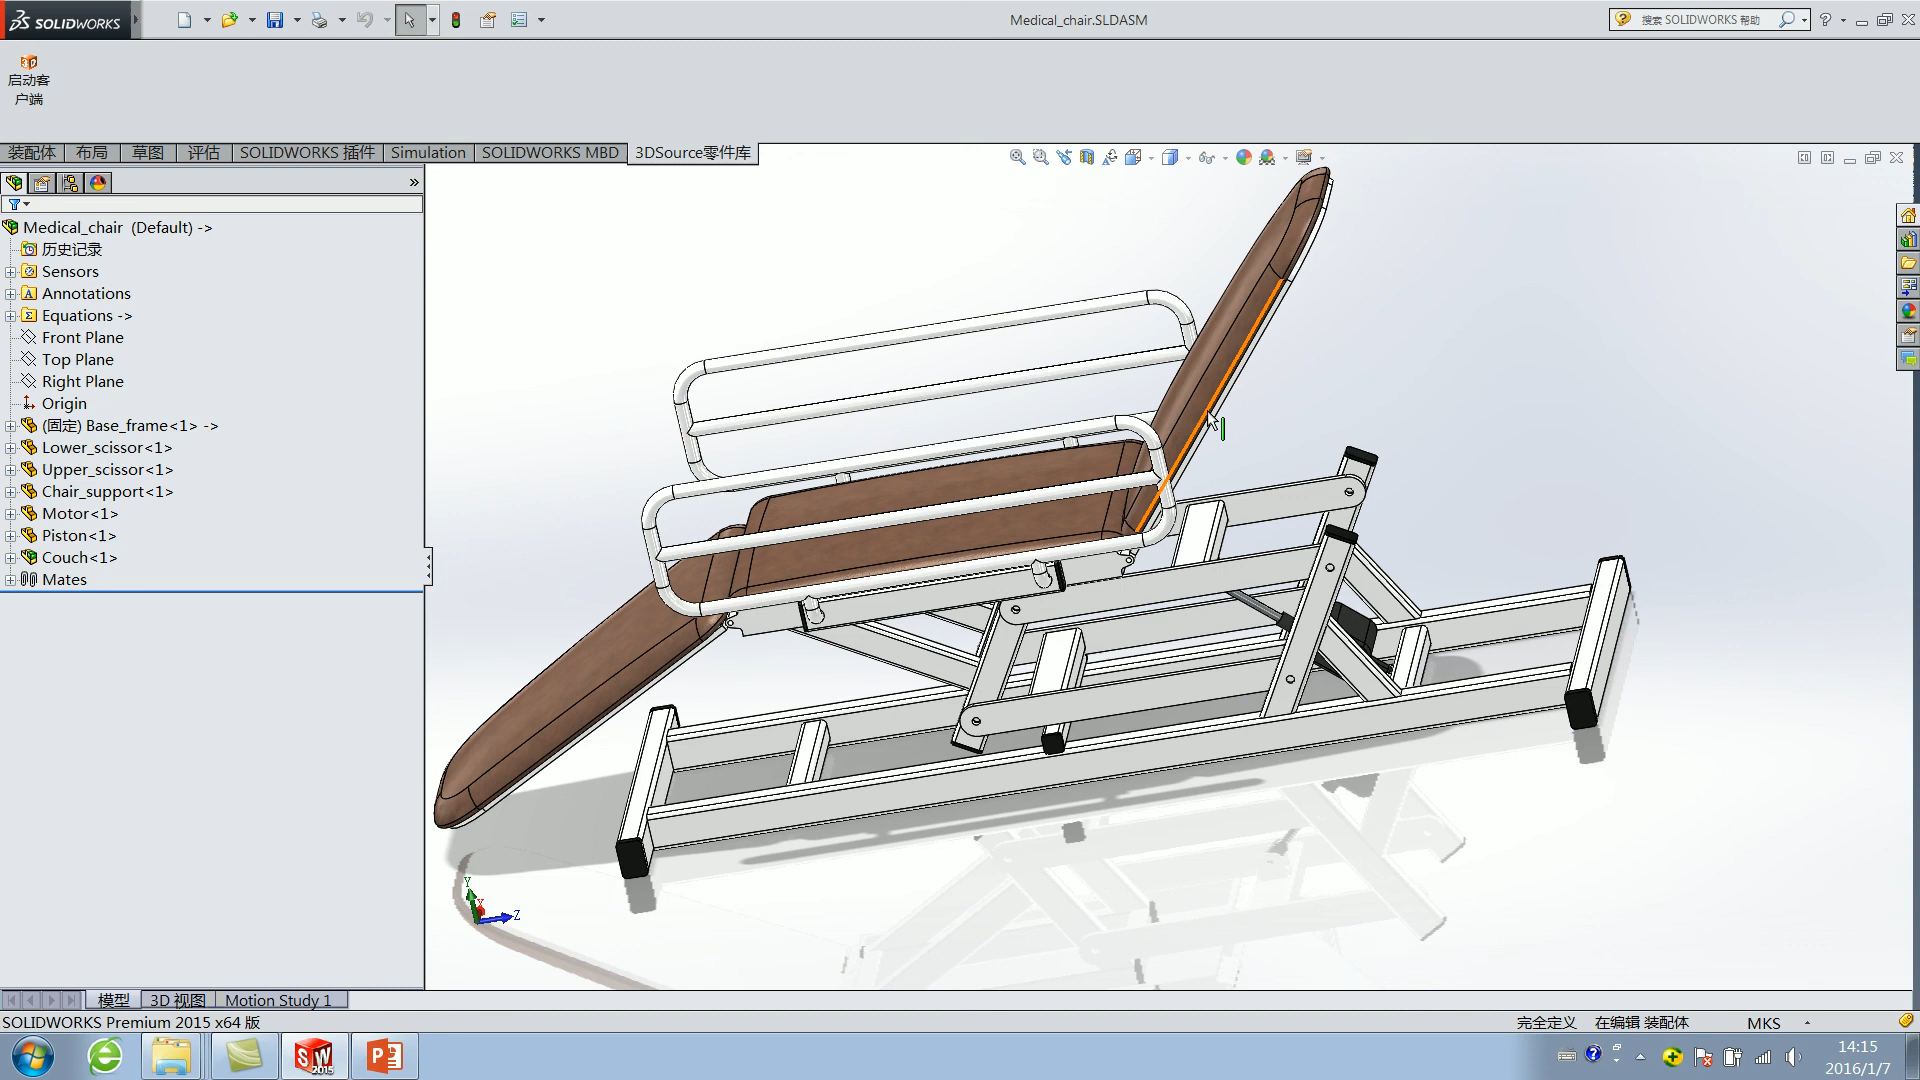 SOLIDWORKS
Medical_chair.SLDASM
搜索 SOLIDWORKS 帮助
启动客
户端
装配体
布局
草图
评估
SOLIDWORKS 插件
Simulation
SOLIDWORKS MBD
3DSource零件库
Medical_chair (Default) ->
历史记录
Sensors
Annotations
Equations ->
Front Plane
Top Plane
Right Plane
Origin
(固定) Base_frame<1> ->
Lower_scissor<1>
Upper_scissor<1>
Chair_support<1>
Motor<1>
Piston<1>
Couch<1>
Mates
Y
X
Z
模型
3D 视图
Motion Study 1
SOLIDWORKS Premium 2015 x64 版
完全定义
在编辑 装配体
MKS
SW
2015
14:15
2016/1/7